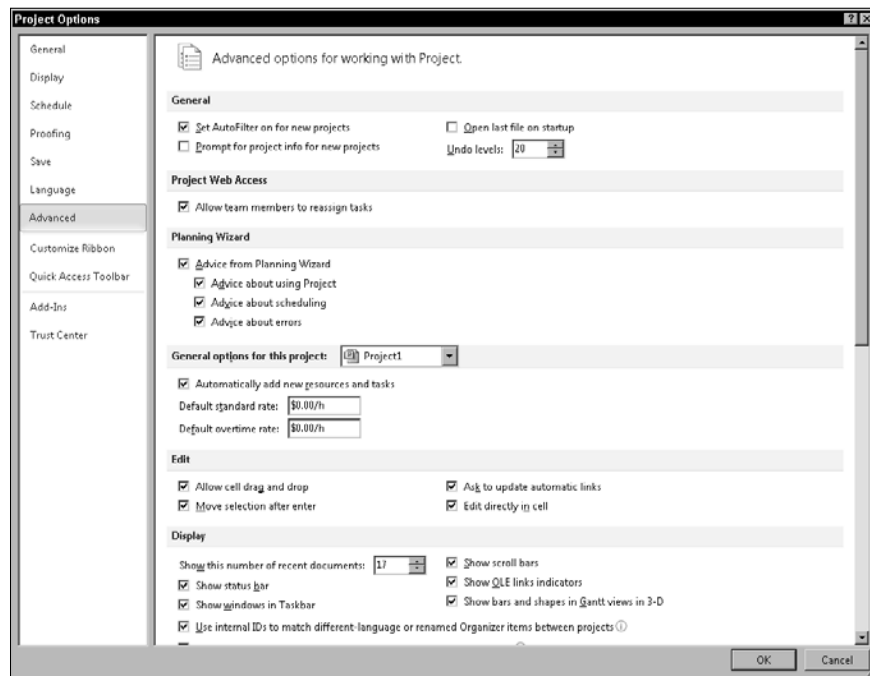 Project Options
General
Display
Schedule
Proofing
Save
Language
Advanced
Customize Ribbon
Quick Access Toolbar
Add-Ins
Trust Center
Advanced options for working with Project.
General
Set AutoFilter on for new projects
Open last file on startup
Prompt for project info for new projects
Undo levels: 20
Project Web Access
Allow team members to reassign tasks
Planning Wizard
Advice from Planning Wizard
Advice about using Project
Advice about scheduling
Advice about errors
General options for this project: Project1
Automatically add new resources and tasks
Default standard rate: $0.00/h
Default overtime rate: $0.00/h
Edit
Allow cell drag and drop
Ask to update automatic links
Move selection after enter
Edit directly in cell
Display
Show this number of recent documents: 17
Show scroll bars
Show status bar
Show OLE links indicators
Show windows in Taskbar
Show bars and shapes in Gantt views in 3-D
Use internal IDs to match different-language or renamed Organizer items between projects
OK
Cancel